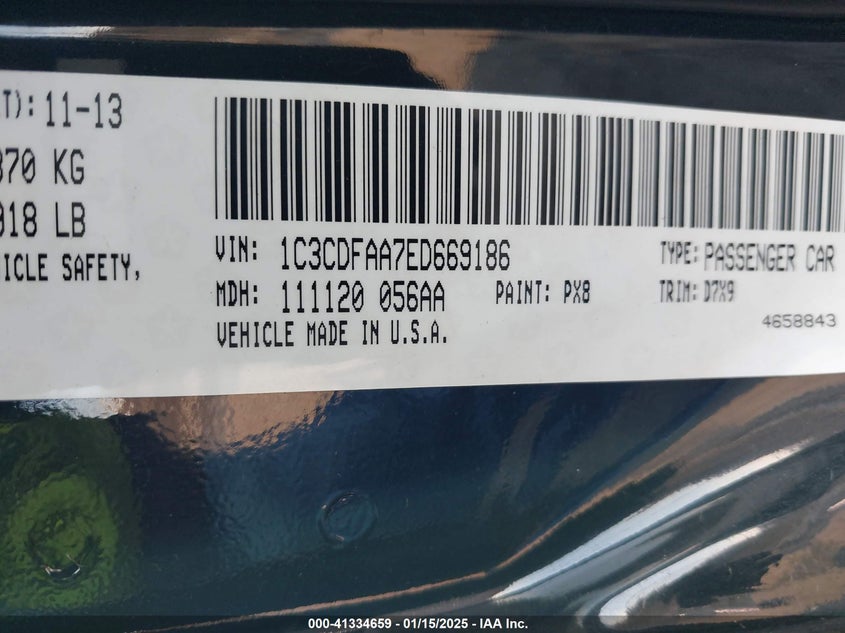 T): 11-13
870 KG
018 LB
ICLE SAFETY,
VIN: 1C3CDFAA7ED669186
TYPE: PASSENGER CAR
MDH: 111120 056AA
PAINT: PX8
TRIM: D7X9
VEHICLE MADE IN U.S.A.
4658843
000-41334659 - 01/15/2025 - IAA Inc.